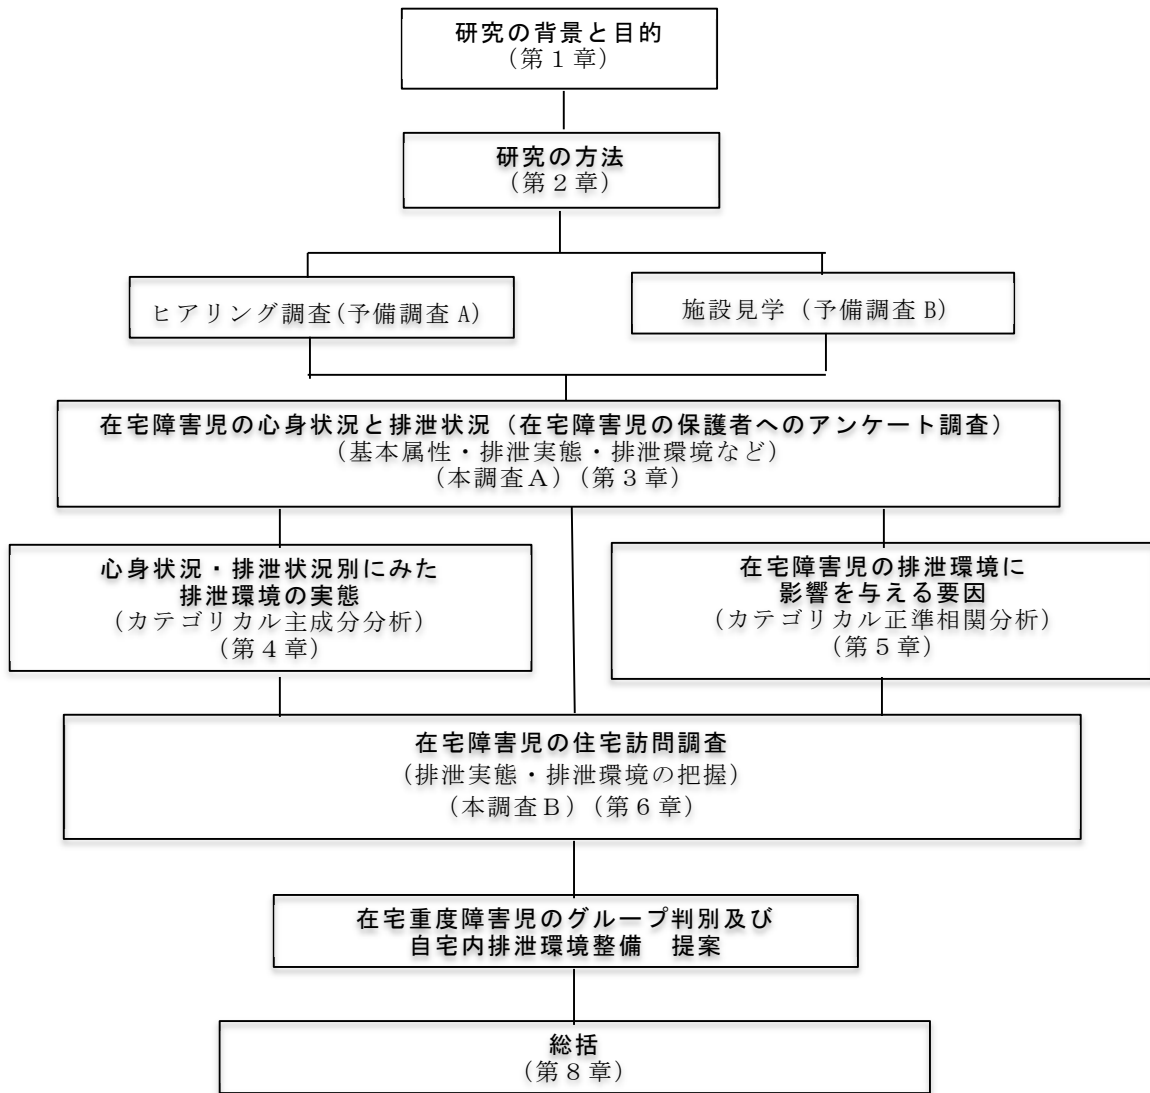 研究の背景と目的
（第１章）
研究の方法
（第２章）
ヒアリング調査(予備調査 A）
施設見学（予備調査 B）
在宅障害児の心身状況と排泄状況（在宅障害児の保護者へのアンケート調査）
（基本属性・排泄実態・排泄環境など）
（本調査Ａ）（第３章）
心身状況・排泄状況別にみた
排泄環境の実態
（カテゴリカル主成分分析）
（第４章）
在宅障害児の排泄環境に
影響を与える要因
（カテゴリカル正準相関分析）
（第５章）
在宅障害児の住宅訪問調査
（排泄実態・排泄環境の把握）
（本調査Ｂ）（第６章）
在宅重度障害児のグループ判別及び
自宅内排泄環境整備　提案
総括
（第８章）